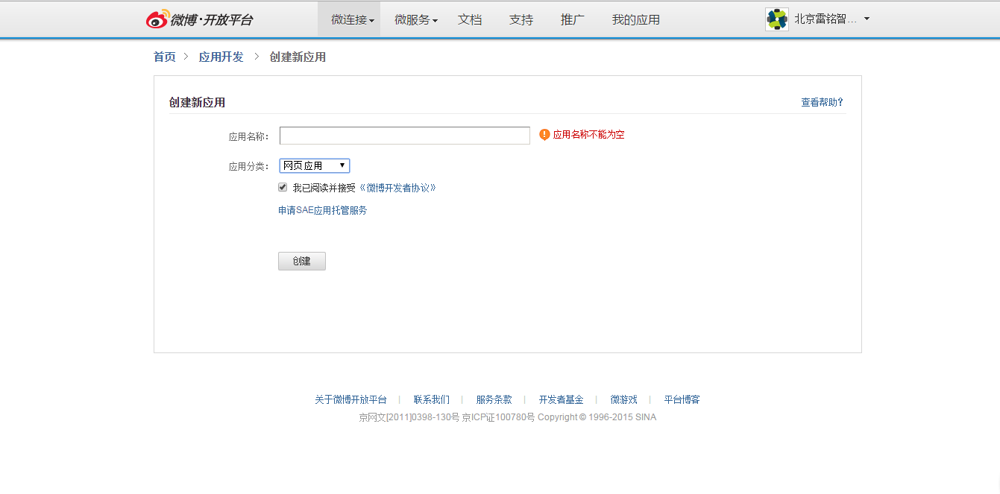 微博·开放平台 微连接 微服务 文档 支持 推广 我的应用 北京雷铭智...
首页 > 应用开发 > 创建新应用
创建新应用 查看帮助?
应用名称: 应用名称不能为空
应用分类: 网页应用
我已阅读并接受《微博开发者协议》
申请SAE应用托管服务
创建
关于微博开放平台 | 联系我们 | 服务条款 | 开发者基金 | 微游戏 | 平台博客
京网文[2011]0398-130号 京ICP证100780号 Copyright © 1996-2015 SINA